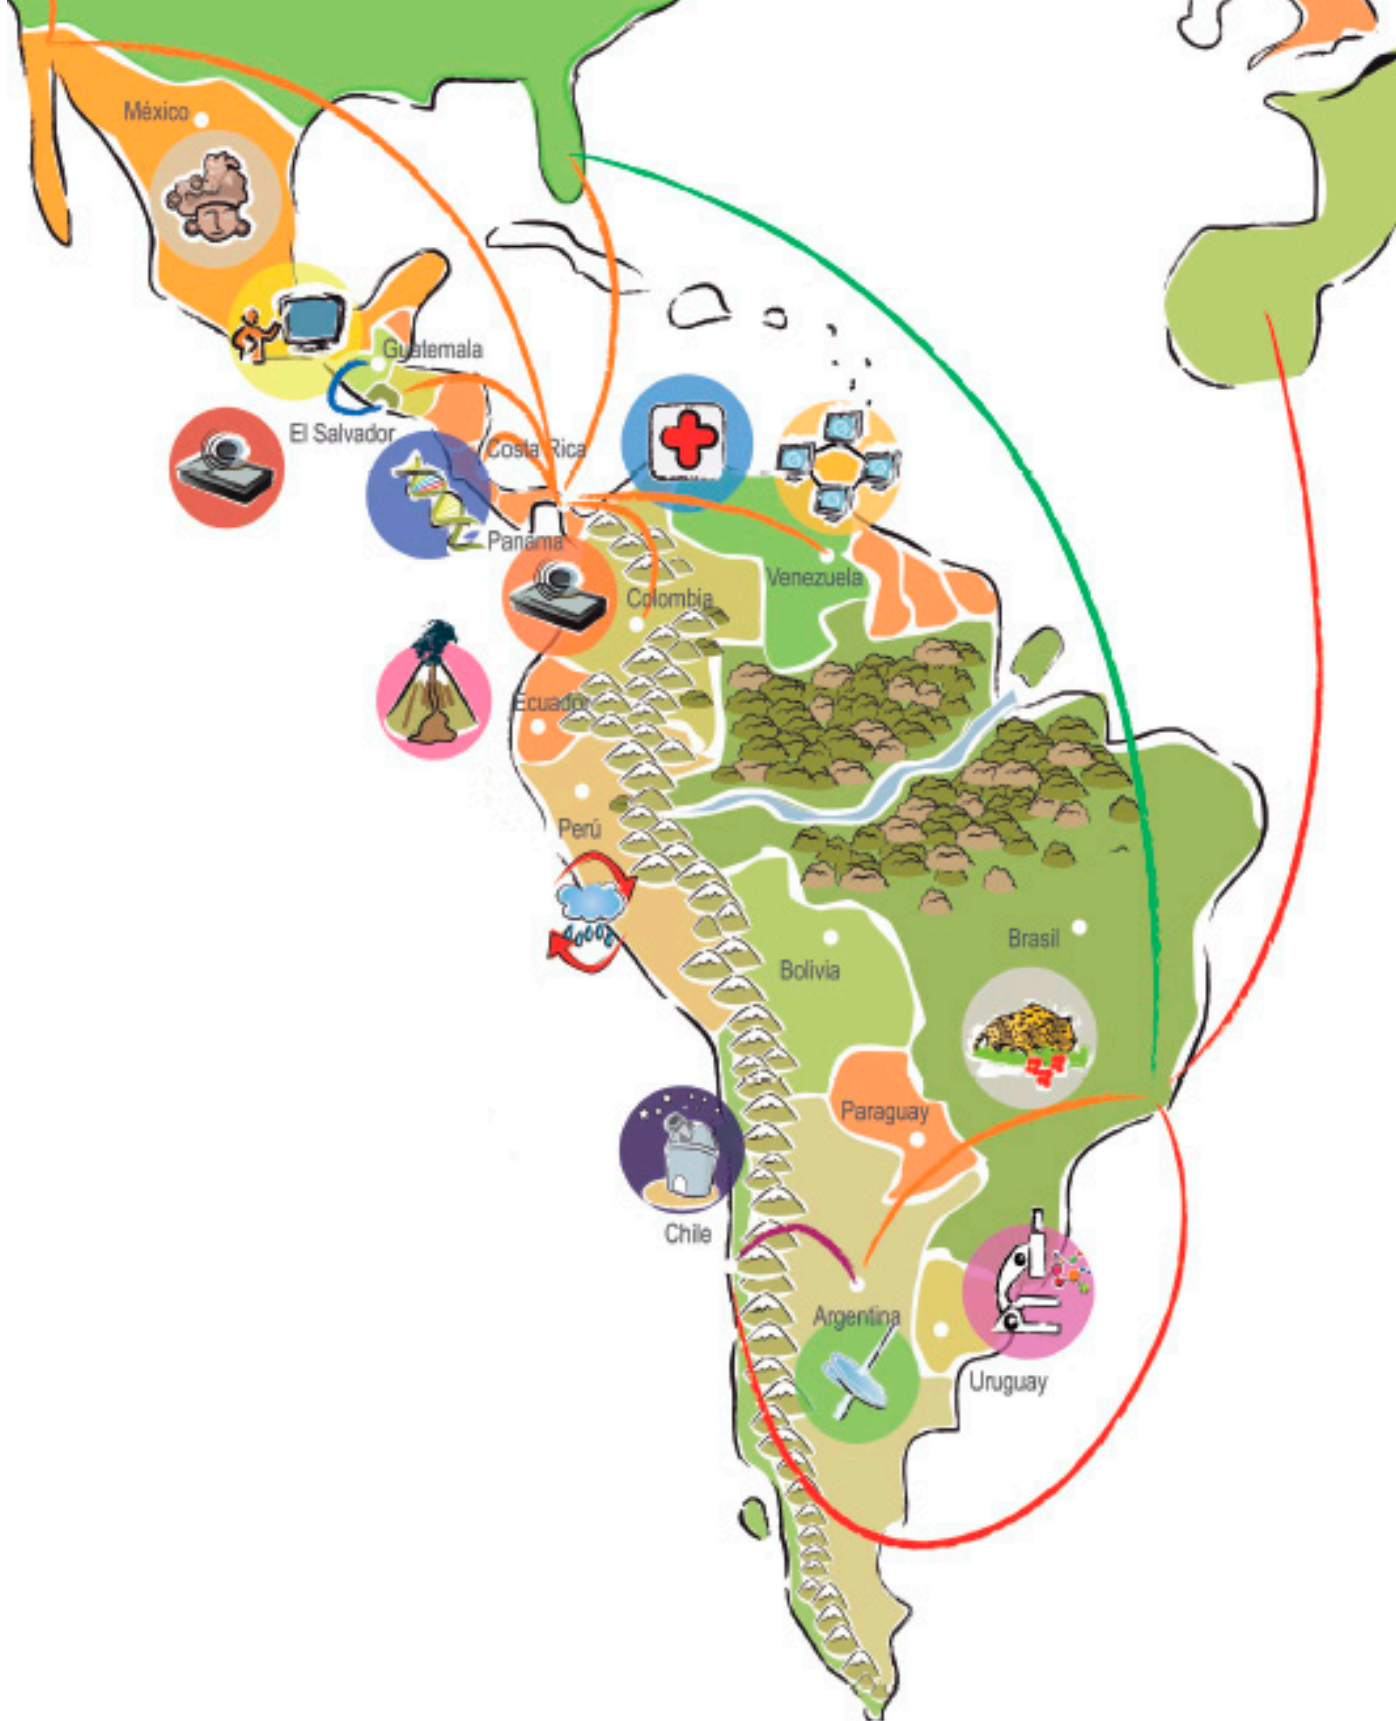 México
Guatemala
El Salvador
Costa Rica
Panamá
Venezuela
Colombia
Ecuador
Perú
Brasil
Bolivia
Paraguay
Chile
Argentina
Uruguay